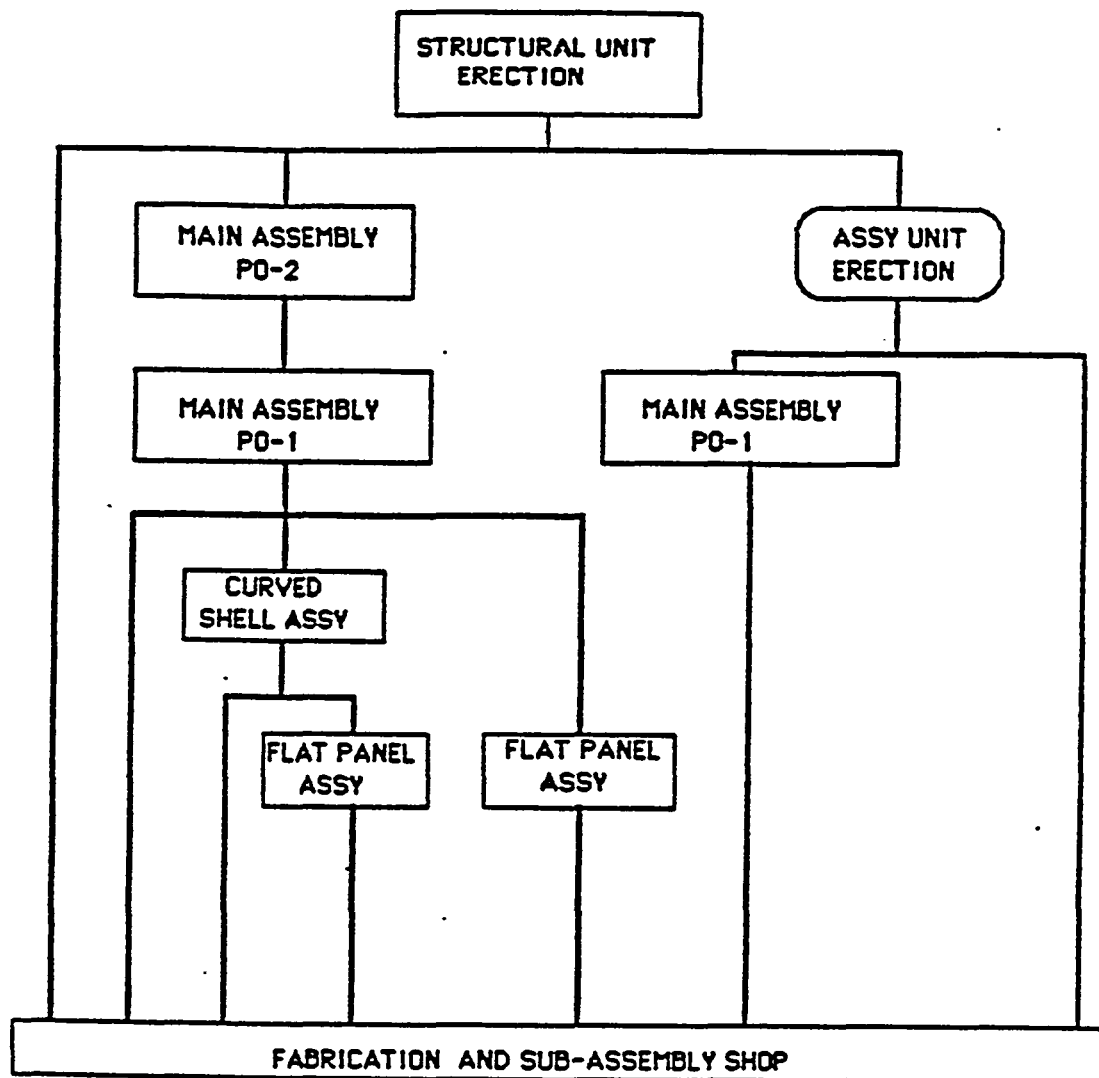 STRUCTURAL UNIT
ERECTION
MAIN ASSEMBLY
PO-2
ASSY UNIT
ERECTION
MAIN ASSEMBLY
PO-1
MAIN ASSEMBLY
PO-1
CURVED
SHELL ASSY
FLAT PANEL
ASSY
FLAT PANEL
ASSY
FABRICATION AND SUB-ASSEMBLY SHOP